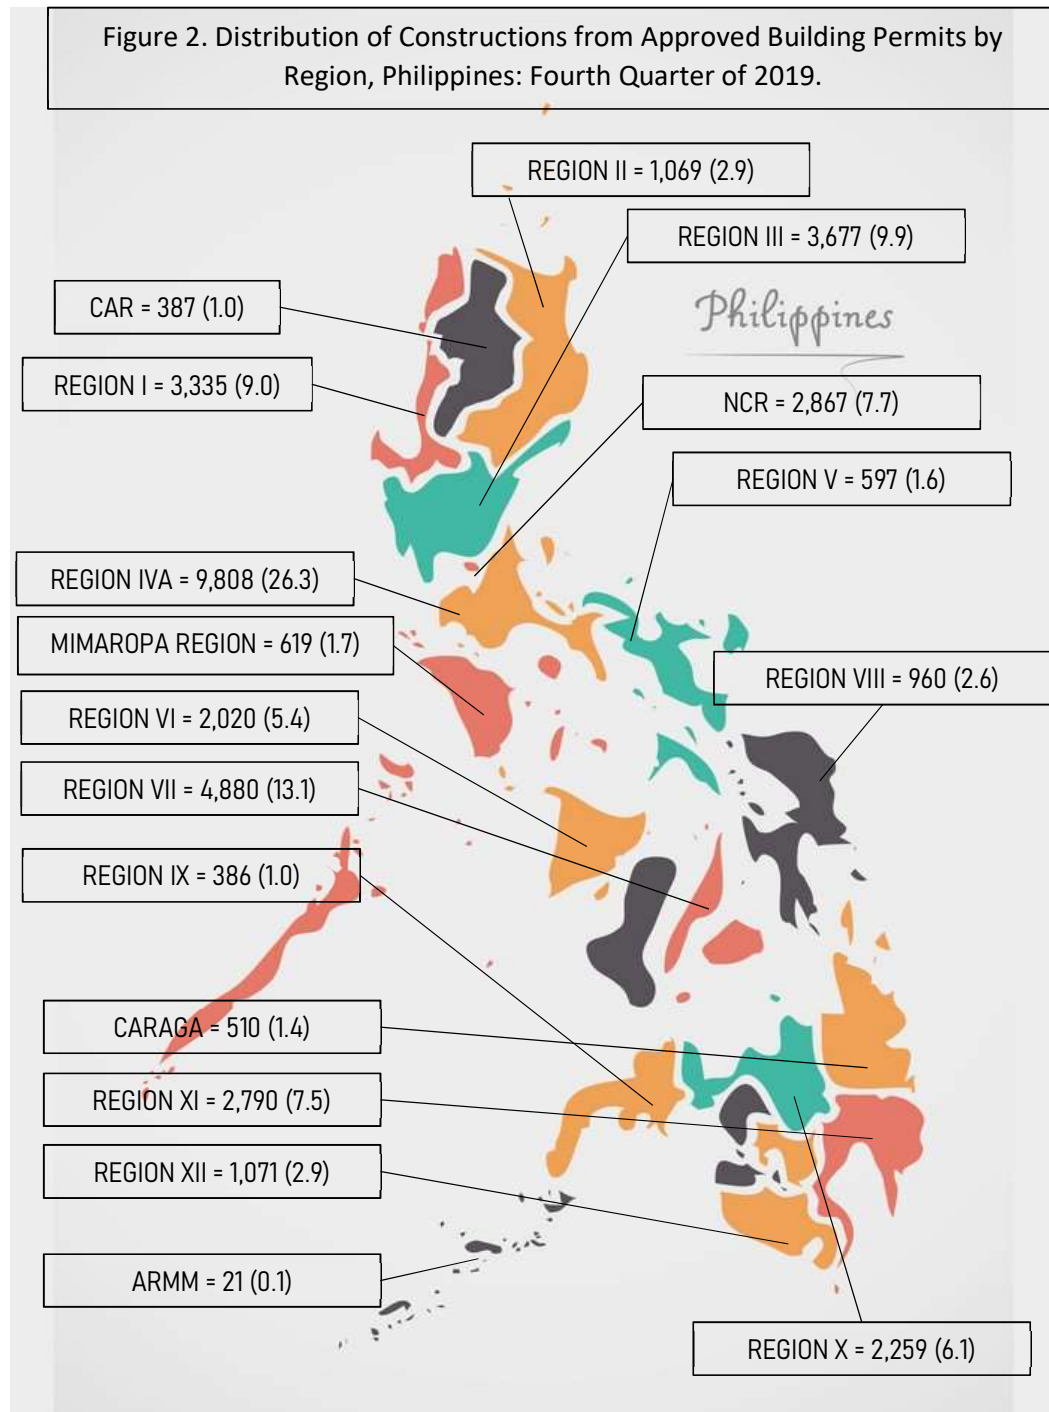 Figure 2. Distribution of Constructions from Approved Building Permits by
Region, Philippines: Fourth Quarter of 2019.
REGION II = 1,069 (2.9)
REGION III = 3,677 (9.9)
Philippines
CAR = 387 (1.0)
REGION I = 3,335 (9.0)
NCR = 2,867 (7.7)
REGION V = 597 (1.6)
REGION IVA = 9,808 (26.3)
MIMAROPA REGION = 619 (1.7)
REGION VIII = 960 (2.6)
REGION VI = 2,020 (5.4)
REGION VII = 4,880 (13.1)
REGION IX = 386 (1.0)
CARAGA = 510 (1.4)
REGION XI = 2,790 (7.5)
REGION XII = 1,071 (2.9)
ARMM = 21 (0.1)
REGION X = 2,259 (6.1)